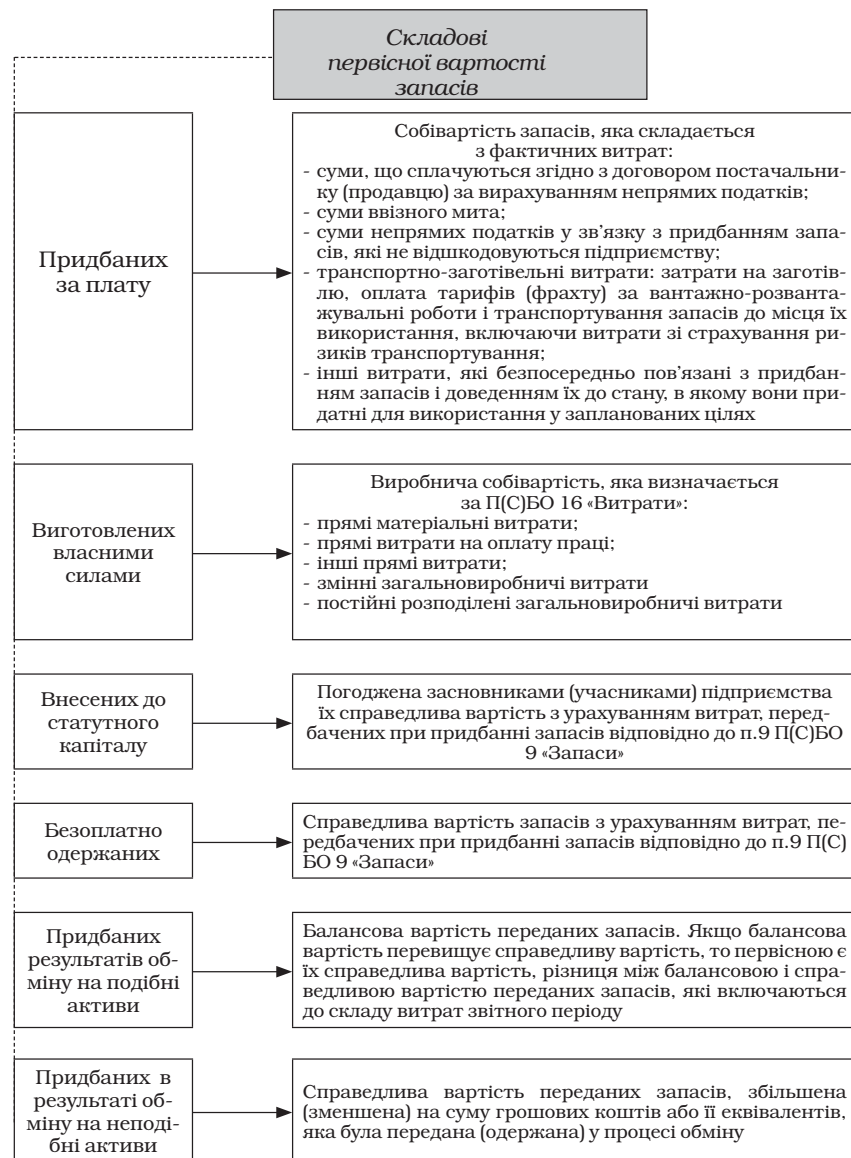 Складові
первісної вартості
запасів
Придбаних
за плату
Собівартість запасів, яка складається
з фактичних витрат:
- суми, що сплачуються згідно з договором постачальни-
ку (продавцю) за вирахуванням непрямих податків;
- суми ввізного мита;
- суми непрямих податків у зв’язку з придбанням запа-
сів, які не відшкодовуються підприємству;
- транспортно-заготівельні витрати: затрати на заготів-
лю, оплата тарифів (фрахту) за вантажно-розванта-
жувальні роботи і транспортування запасів до місця їх
використання, включаючи витрати зі страхування ри-
зиків транспортування;
- інші витрати, які безпосередньо пов’язані з придбан-
ням запасів і доведенням їх до стану, в якому вони при-
датні для використання у запланованих цілях
Виготовлених
власними
силами
Виробнича собівартість, яка визначається
за П(С)БО 16 «Витрати»:
- прямі матеріальні витрати;
- прямі витрати на оплату праці;
- інші прямі витрати;
- змінні загальновиробничі витрати
- постійні розподілені загальновиробничі витрати
Внесених до
статутного
капіталу
Погоджена засновниками (учасниками) підприємства
їх справедлива вартість з урахуванням витрат, перед-
бачених при придбанні запасів відповідно до п.9 П(С)БО
9 «Запаси»
Безоплатно
одержаних
Справедлива вартість запасів з урахуванням витрат, пе-
редбачених при придбанні запасів відповідно до п.9 П(С)
БО 9 «Запаси»
Придбаних
результатів об-
міну на подібні
активи
Балансова вартість переданих запасів. Якщо балансова
вартість перевищує справедливу вартість, то первісною є
їх справедлива вартість, різниця між балансовою і спра-
ведливою вартістю переданих запасів, які включаються
до складу витрат звітного періоду
Придбаних в
результаті об-
міну на неподі-
бні активи
Справедлива вартість переданих запасів, збільшена
(зменшена) на суму грошових коштів або її еквівалентів,
яка була передана (одержана) у процесі обміну